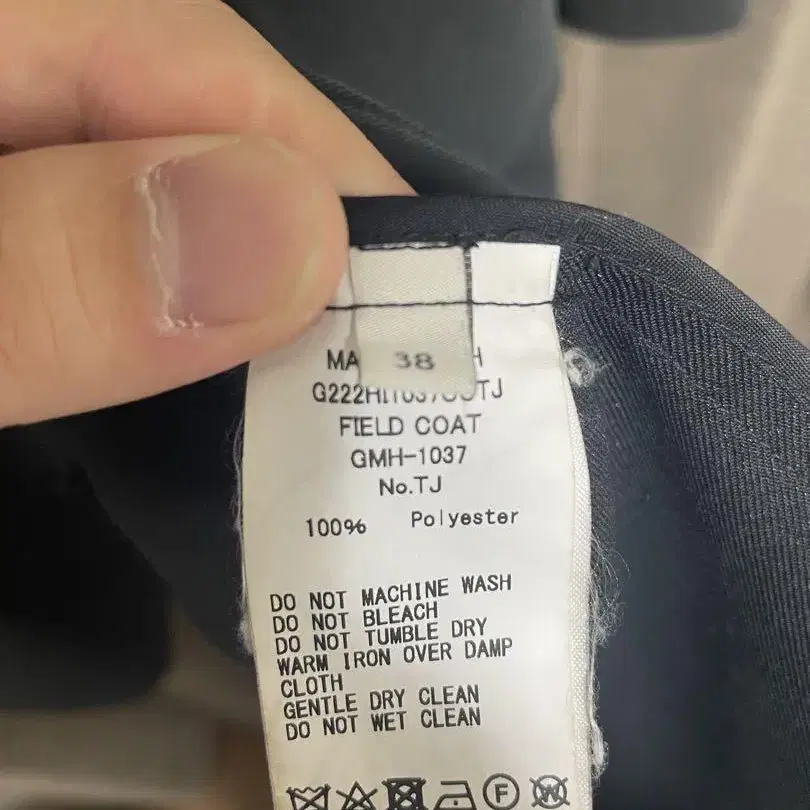 38
FIELD COAT
GMH-1037
No.TJ
100% Polyester
DO NOT MACHINE WASH
DO NOT BLEACH
DO NOT TUMBLE DRY
WARM IRON OVER DAMP
CLOTH
GENTLE DRY CLEAN
DO NOT WET CLEAN
F W